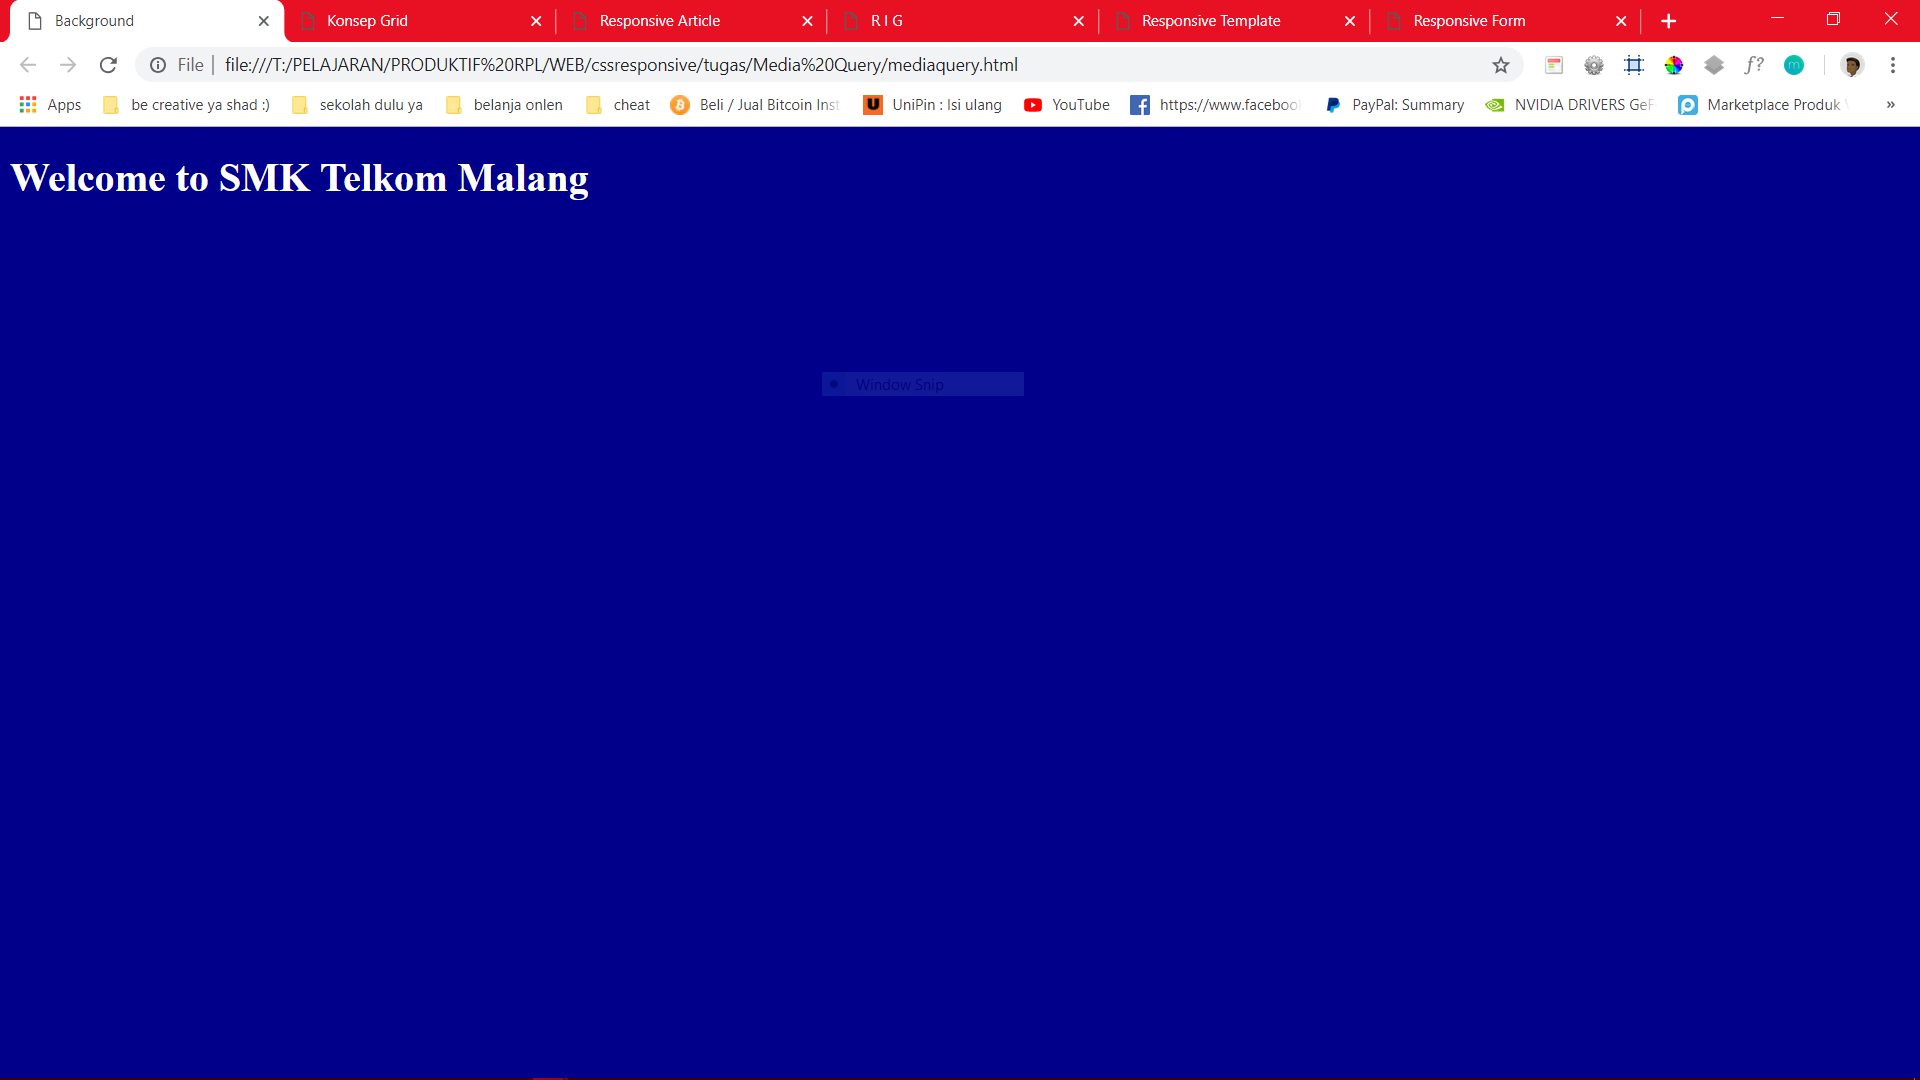 Background
Konsep Grid
Responsive Article
R I G
Responsive Template
Responsive Form
File
file:///T:/PELAJARAN/PRODUKTIF%20RPL/WEB/cssresponsive/tugas/Media%20Query/mediaquery.html
f?
m
Apps
be creative ya shad :)
sekolah dulu ya
belanja onlen
cheat
Beli / Jual Bitcoin Inst
UniPin : Isi ulang
YouTube
https://www.facebook
PayPal: Summary
NVIDIA DRIVERS GeF
Marketplace Produk
»
Welcome to SMK Telkom Malang
Window Snip